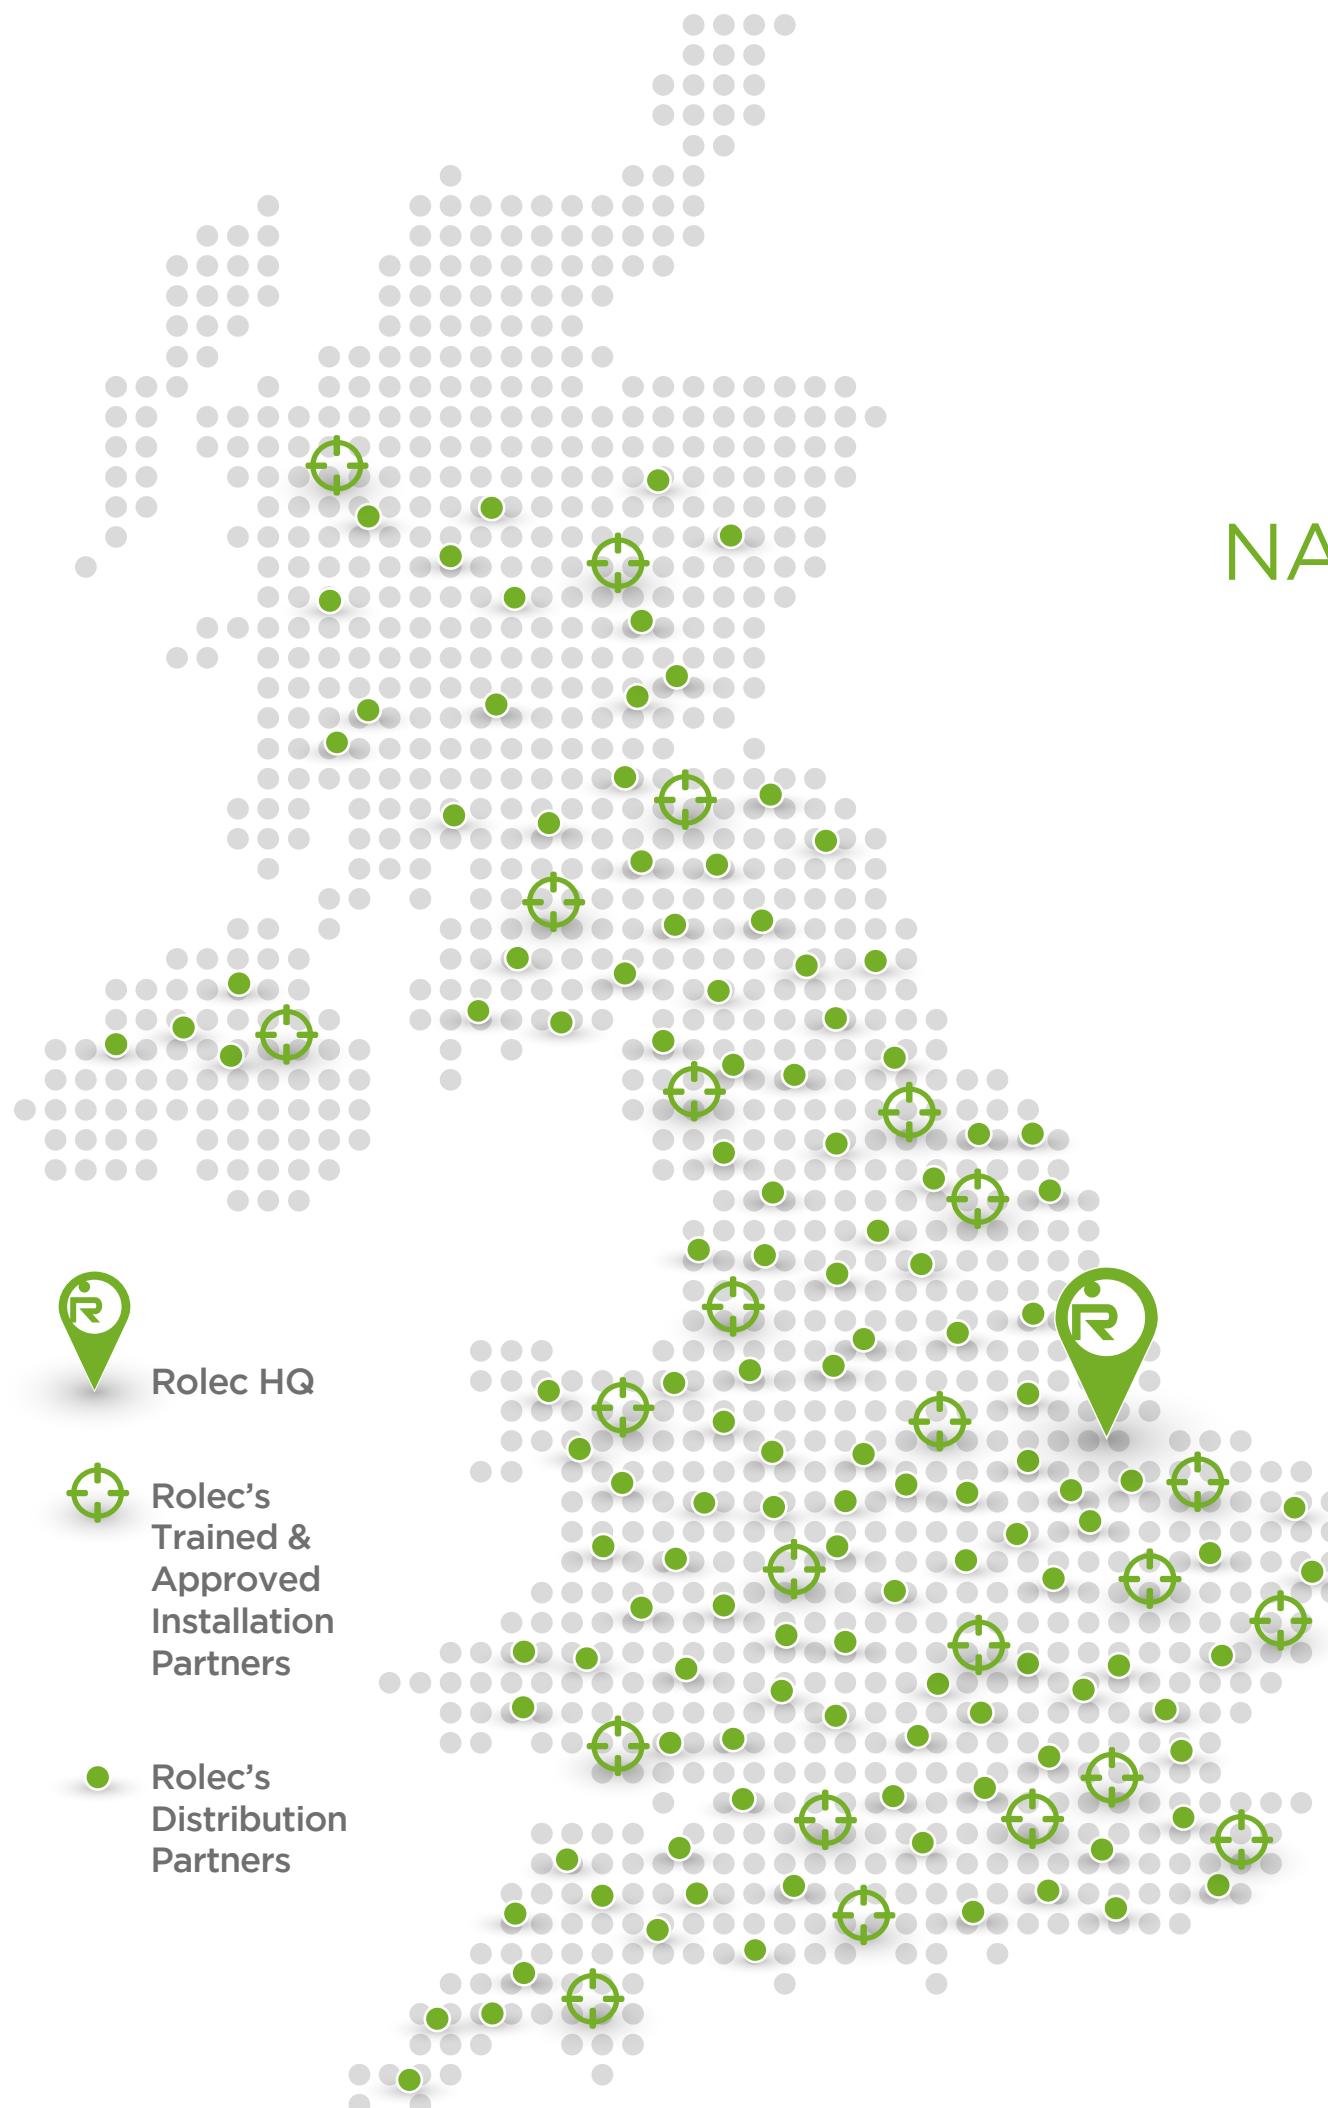 NA
Rolec HQ
Rolec’s
Trained &
Approved
Installation
Partners
Rolec’s
Distribution
Partners